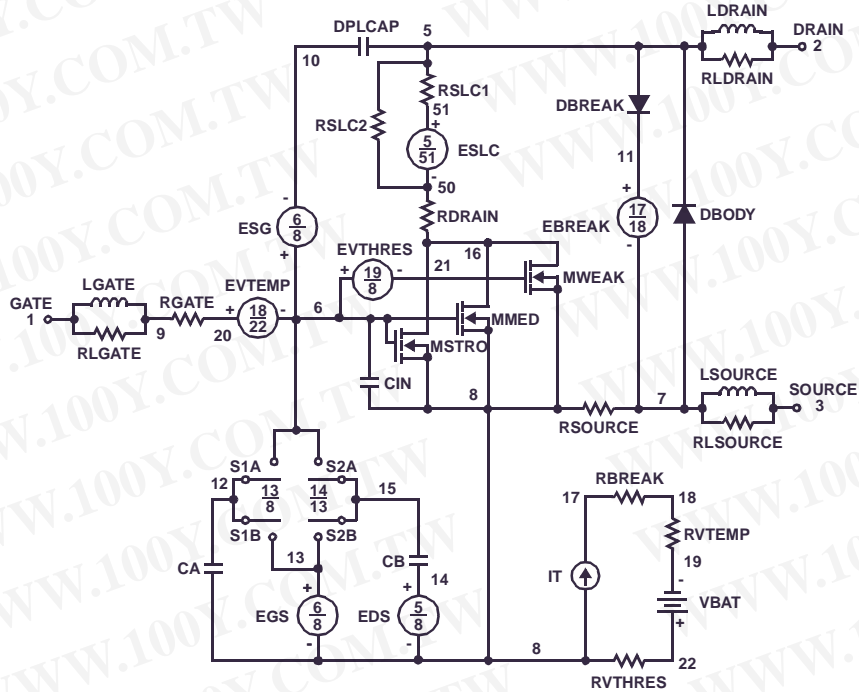 LDRAIN
DPLCAP 5 DRAIN
10 2
RLDRAIN
RSLC1
51
DBREAK
RSLC2
+
5
51
ESLC
-
50
11
-
RDRAIN
+
17
18
EBREAK
-
DBODY
ESG
6
8
+
EVTHRES
16
+
19
8
-
21
MWEAK
LGATE
EVTEMP
GATE
1
RGATE
+
18
22
-
6
MMED
9
20
RLGATE
MSTRO
CIN
8
7
LSOURCE
SOURCE
3
RSOURCE
RLSOURCE
S1A
S2A
12
13
8
14
13
15
S1B
S2B
13
RBREAK
17
18
RVTEMP
CA
CB
14
19
IT
-
VBAT
+
+
EGS
6
8
-
+
EDS
5
8
-
8
22
RVTHRES
WWW.100Y.COM.TW